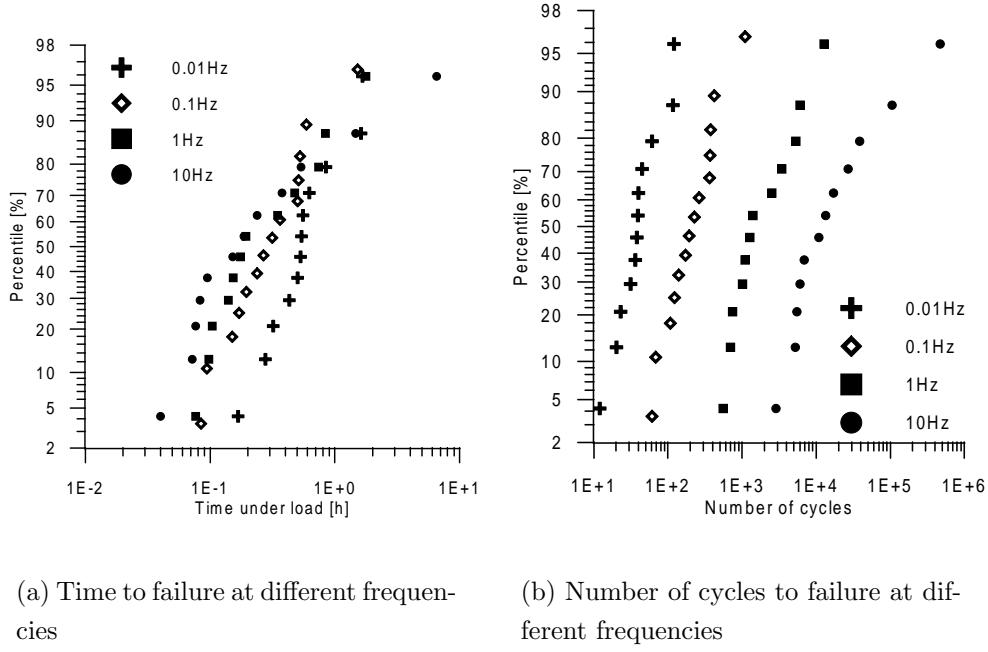 98
95
90
80
70
60
50
40
30
20
10
5
2
Percentile [%]
0.01Hz
0.1Hz
1Hz
10Hz
1E-2
1E-1
1E+0
1E+1
Time under load [h]
98
95
90
80
70
60
50
40
30
20
10
5
2
Percentile [%]
0.01Hz
0.1Hz
1Hz
10Hz
1E+1
1E+2
1E+3
1E+4
1E+5
1E+6
Number of cycles
(a) Time to failure at different frequen-
cies
(b) Number of cycles to failure at dif-
ferent frequencies